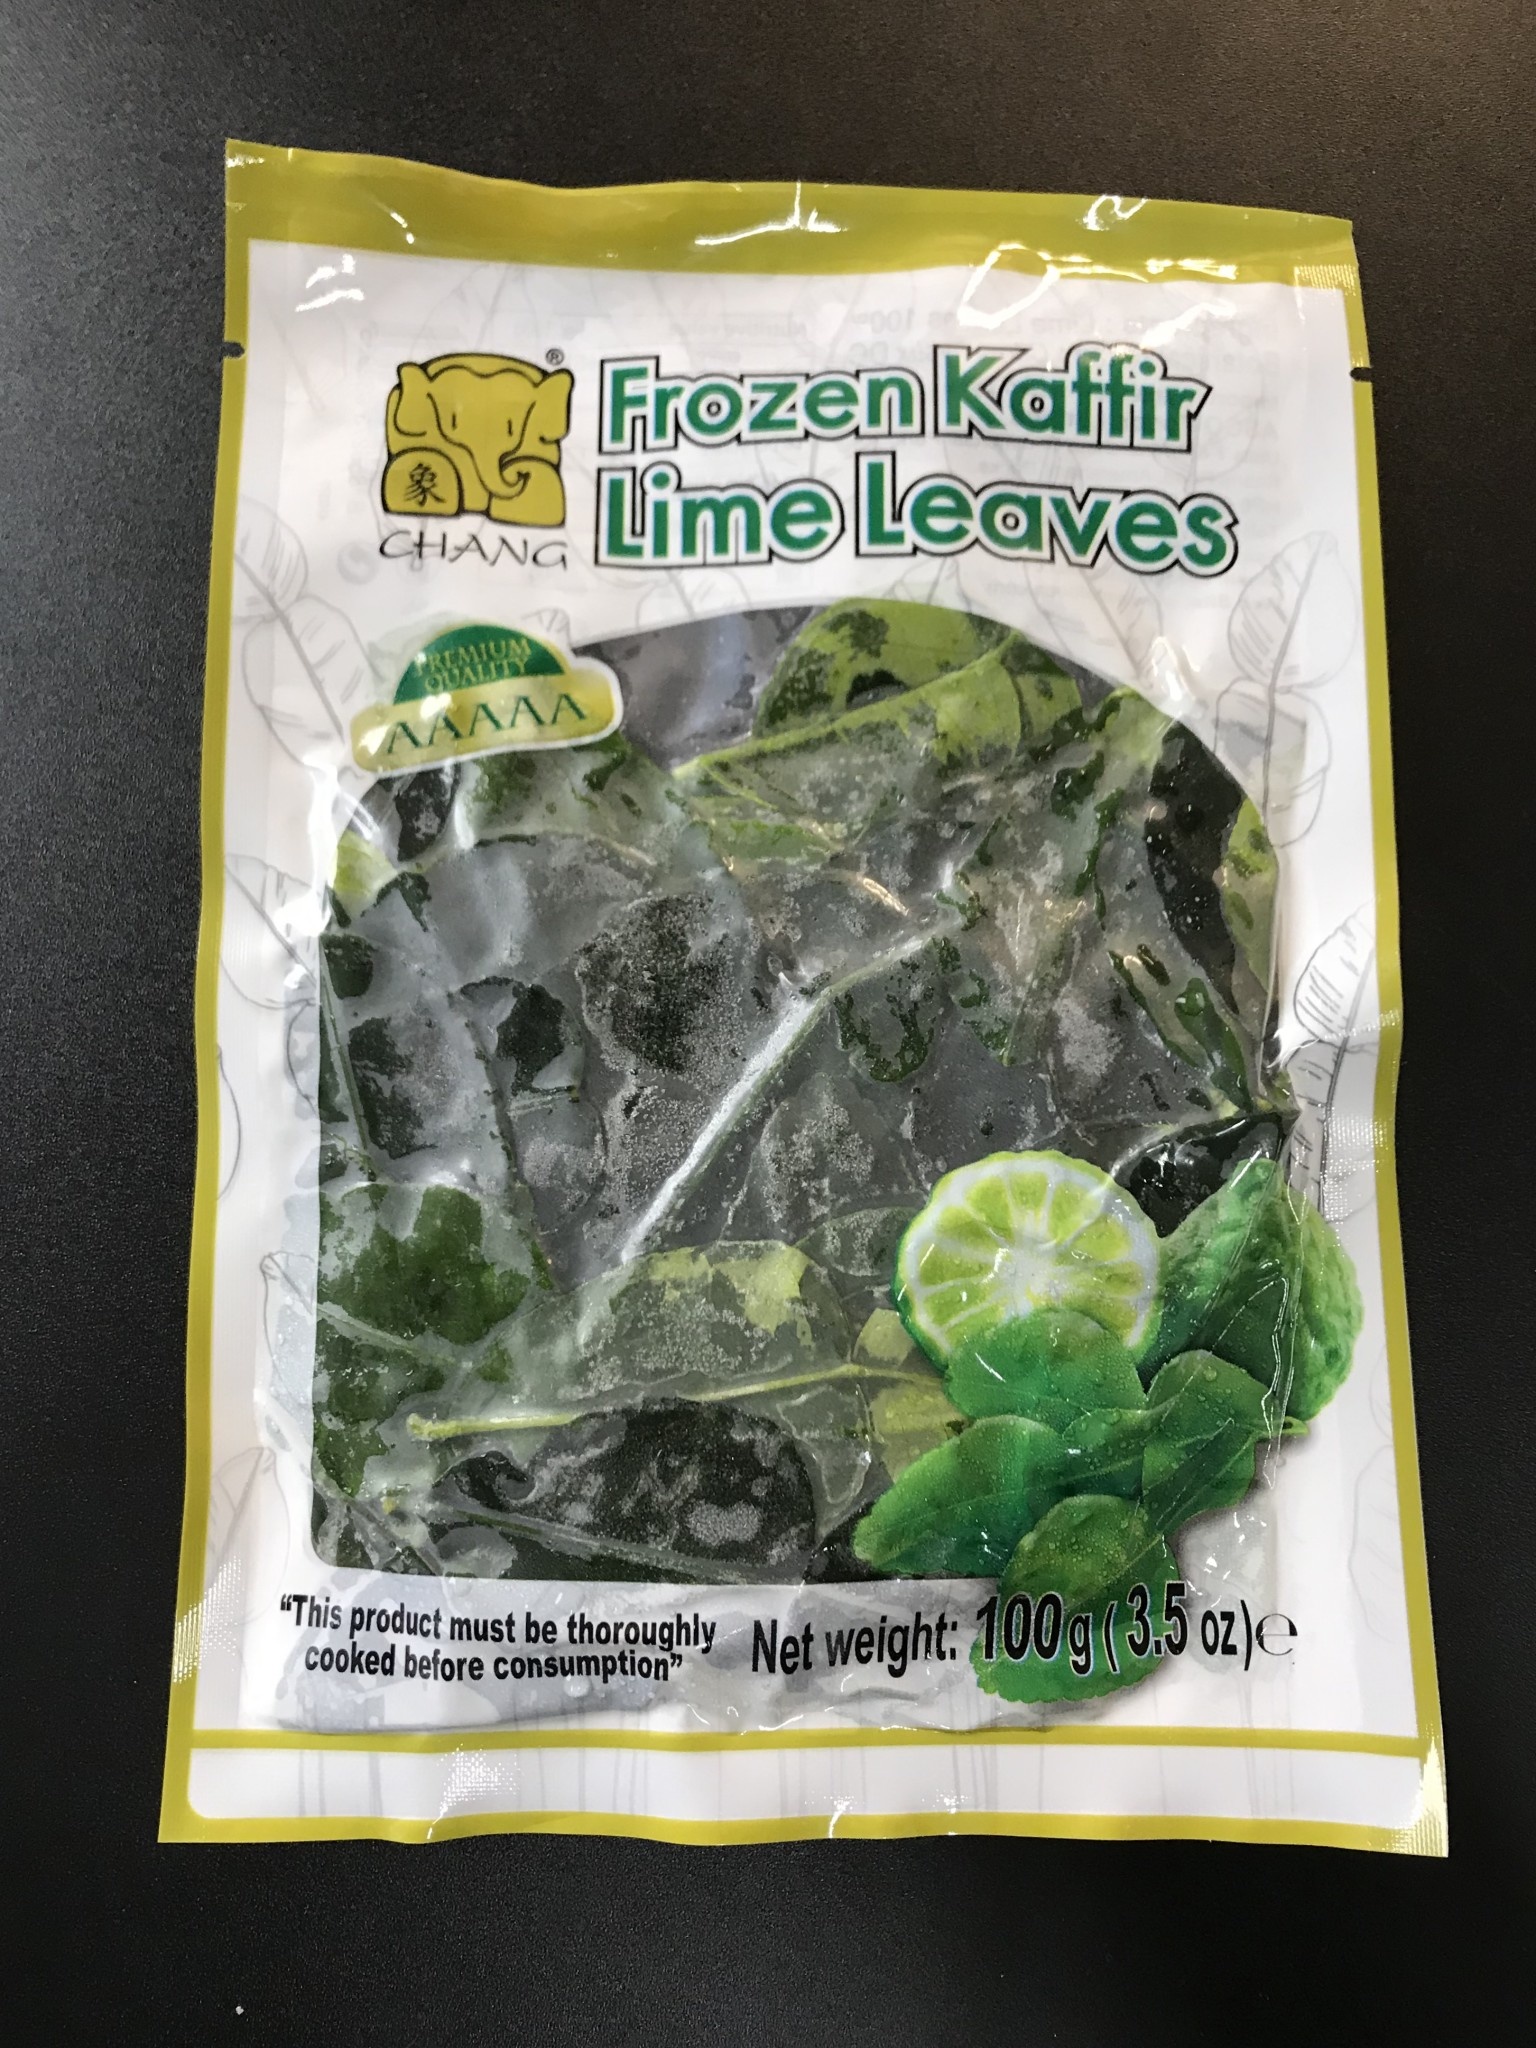 ®
Frozen Kaffir
Lime Leaves
象
CHANG
PREMIUM
QUALITY
AAAAA
“This product must be thoroughly
cooked before consumption”
Net weight: 100g (3.5 oz)℮